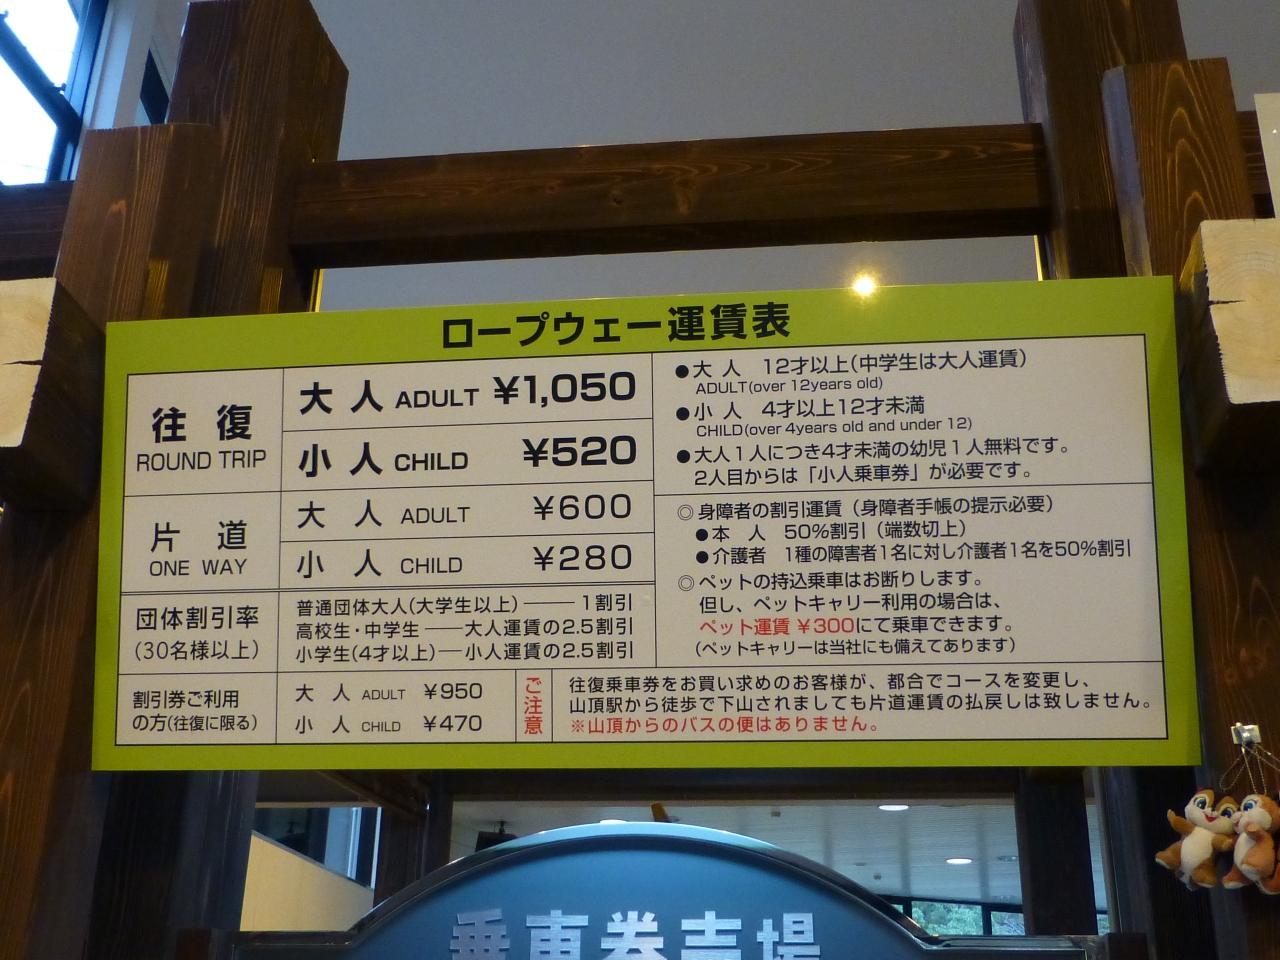 ロープウェー運賃表
往復
ROUND TRIP
大人 ADULT ¥1,050
小人 CHILD ¥520
片道
ONE WAY
大人 ADULT ¥600
小人 CHILD ¥280
団体割引率
(30名様以上)
普通団体大人(大学生以上)――1割引
高校生・中学生――大人運賃の2.5割引
小学生(4才以上)―小人運賃の2.5割引
割引券ご利用
の方(往復に限る)
大人 ADULT ¥950
小人 CHILD ¥470
●大人 12才以上(中学生は大人運賃)
ADULT(over 12years old)
●小人 4才以上12才未満
CHILD(over 4years old and under 12)
●大人1人につき4才未満の幼児1人無料です。
2人目からは「小人乗車券」が必要です。
◎身障者の割引運賃(身障者手帳の提示必要)
●本人 50%割引(端数切上)
●介護者 1種の障害者1名に対し介護者1名を50%割引
◎ペットの持込乗車はお断りします。
但し、ペットキャリー利用の場合は、
ペット運賃¥300にて乗車できます。
(ペットキャリーは当社にも備えてあります)
ご注意
往復乗車券をお買い求めのお客様が、都合でコースを変更し、
山頂駅から徒歩で下山されましても片道運賃の払戻しは致しません。
※山頂からのバスの便はありません。
乗車券売場